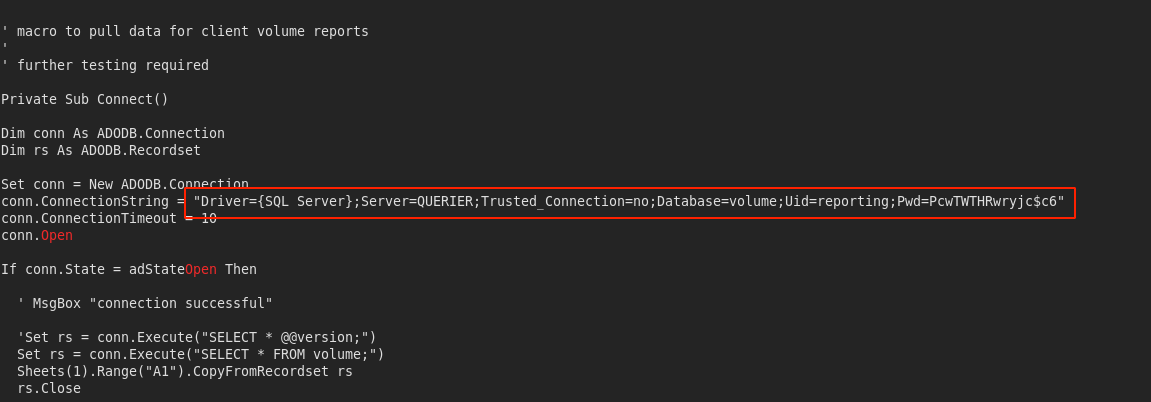 ' macro to pull data for client volume reports
'
' further testing required
Private Sub Connect()
Dim conn As ADODB.Connection
Dim rs As ADODB.Recordset
Set conn = New ADODB.Connection
conn.ConnectionString = "Driver={SQL Server};Server=QUERIER;Trusted_Connection=no;Database=volume;Uid=reporting;Pwd=PcwTWTHRwryjc$c6"
conn.ConnectionTimeout = 10
conn.Open
If conn.State = adStateOpen Then
' MsgBox "connection successful"
'Set rs = conn.Execute("SELECT * @@version;")
Set rs = conn.Execute("SELECT * FROM volume;")
Sheets(1).Range("A1").CopyFromRecordset rs
rs.Close